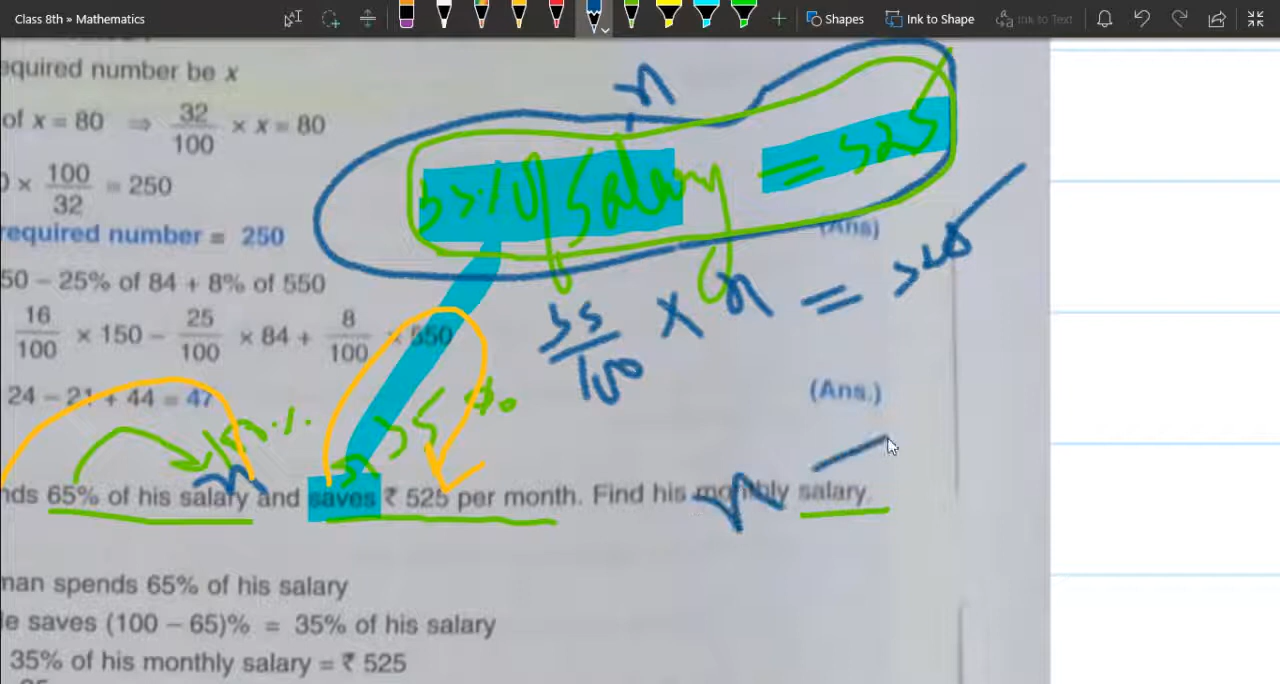 Class 8th » Mathematics
Shapes
Ink to Shape
Ink to Text
equired number be x
of x = 80 ⇒ 32/100 × x = 80
0 × 100/32 = 250
required number = 250
(Ans)
50 – 25% of 84 + 8% of 550
16/100 × 150 – 25/100 × 84 + 8/100 × 550
24 – 21 + 44 = 47
(Ans.)
35% of salary = 525
35/100 × n = 525
35%
nds 65% of his salary and saves ₹ 525 per month. Find his monthly salary.
man spends 65% of his salary
le saves (100 – 65)% = 35% of his salary
35% of his monthly salary = ₹ 525